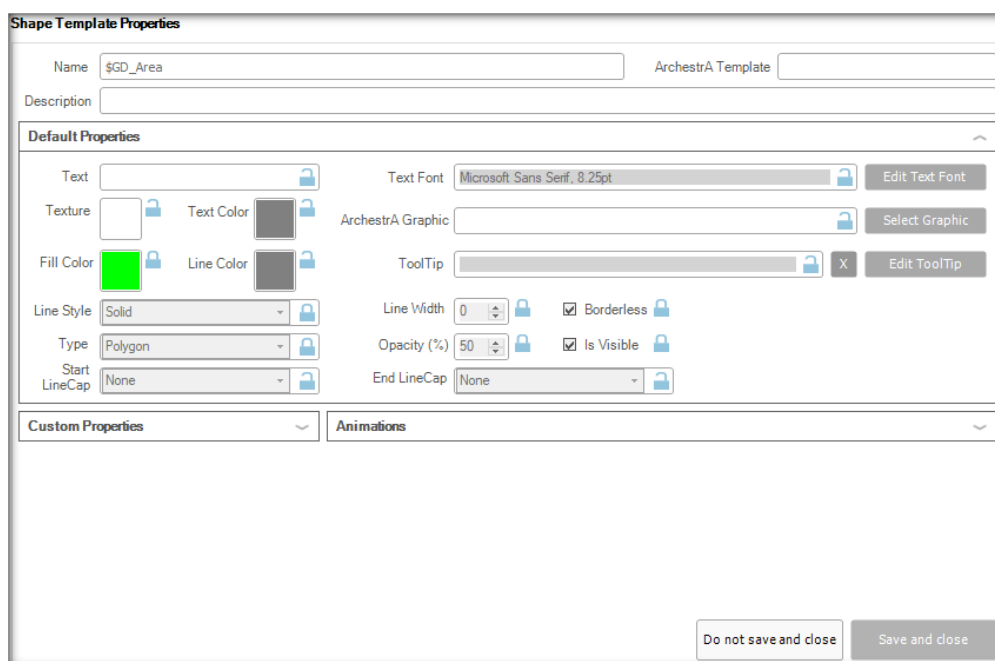 Shape Template Properties
Name $GD_Area ArchestrA Template
Description
Default Properties
Text Text Font Microsoft Sans Serif, 8.25pt Edit Text Font
Texture Text Color ArchestrA Graphic Select Graphic
Fill Color Line Color ToolTip X Edit ToolTip
Line Style Solid Line Width 0 Borderless
Type Polygon Opacity (%) 50 Is Visible
Start
LineCap None End LineCap None
Custom Properties Animations
Do not save and close Save and close